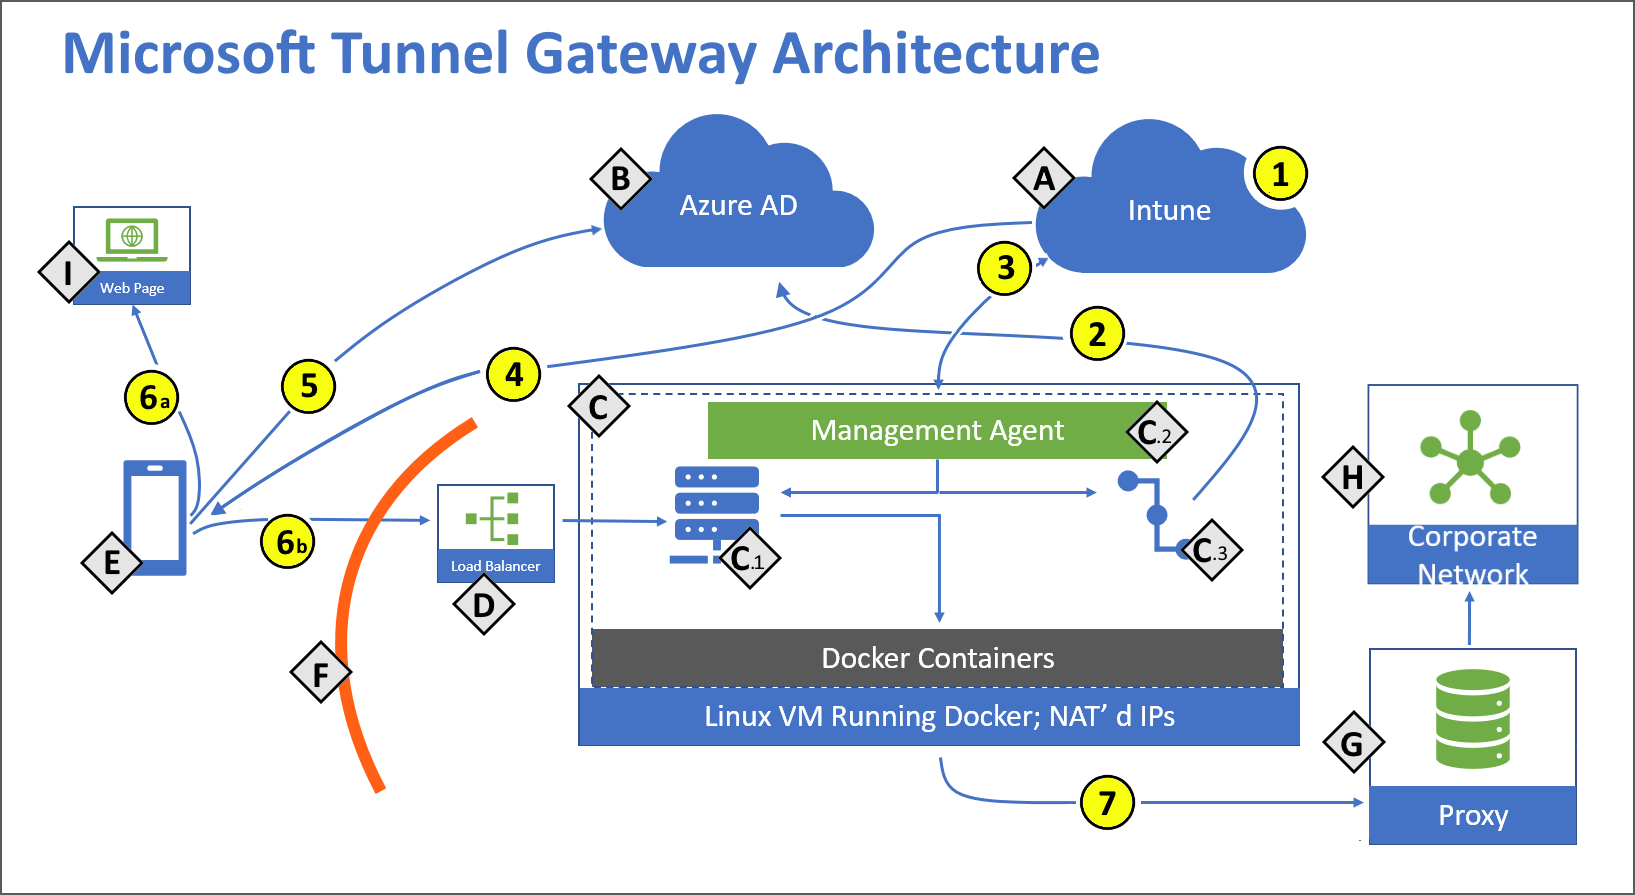 Microsoft Tunnel Gateway Architecture
B
Azure AD
A
Intune
1
I
Web Page
3
2
6a
5
4
C
Management Agent
C.2
H
Corporate
Network
E
6b
Load Balancer
D
C.1
C.3
F
Docker Containers
Linux VM Running Docker; NAT’ d IPs
G
Proxy
7